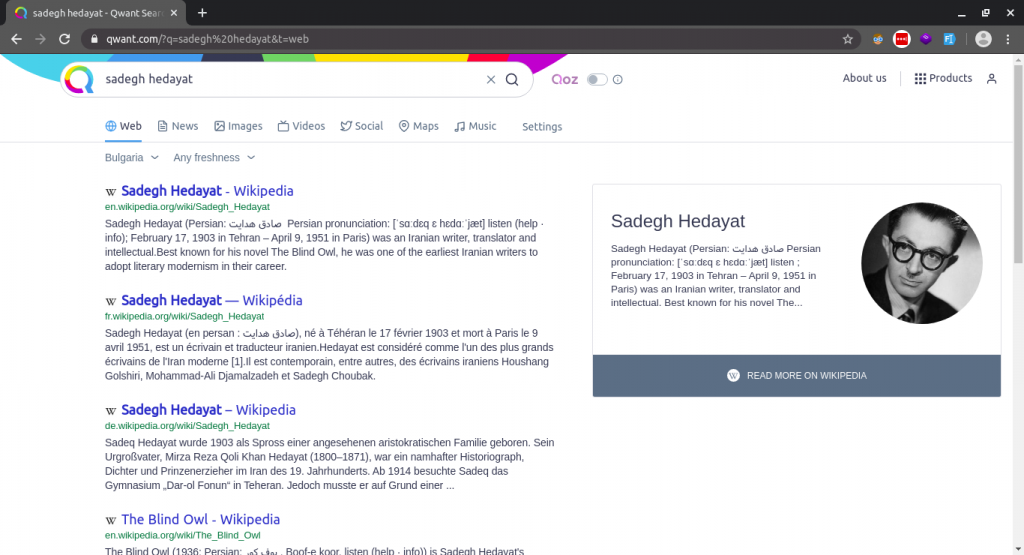 sadegh hedayat - Qwant Sear
qwant.com/?q=sadegh%20hedayat&t=web
sadegh hedayat
Qoz
About us
Products
Web
News
Images
Videos
Social
Maps
Music
Settings
Bulgaria
Any freshness
W Sadegh Hedayat - Wikipedia
en.wikipedia.org/wiki/Sadegh_Hedayat
Sadegh Hedayat (Persian: صادق هدایت Persian pronunciation: [ˈsɑːdɛq ɛ hɛdɑːˈjæt] listen (help ·
info); February 17, 1903 in Tehran – April 9, 1951 in Paris) was an Iranian writer, translator and
intellectual.Best known for his novel The Blind Owl, he was one of the earliest Iranian writers to
adopt literary modernism in their career.
W Sadegh Hedayat — Wikipédia
fr.wikipedia.org/wiki/Sadegh_Hedayat
Sadegh Hedayat (en persan : صادق هدایت), né à Téhéran le 17 février 1903 et mort à Paris le 9
avril 1951, est un écrivain et traducteur iranien.Hedayat est considéré comme l'un des plus grands
écrivains de l'Iran moderne [1].Il est contemporain, entre autres, des écrivains iraniens Houshang
Golshiri, Mohammad-Ali Djamalzadeh et Sadegh Choubak.
W Sadegh Hedayat – Wikipedia
de.wikipedia.org/wiki/Sadegh_Hedayat
Sadeq Hedayat wurde 1903 als Spross einer angesehenen aristokratischen Familie geboren. Sein
Urgroßvater, Mirza Reza Qoli Khan Hedayat (1800–1871), war ein namhafter Historiograph,
Dichter und Prinzenerzieher im Iran des 19. Jahrhunderts. Ab 1914 besuchte Sadeq das
Gymnasium „Dar-ol Fonun“ in Teheran. Jedoch musste er auf Grund einer ...
W The Blind Owl - Wikipedia
en.wikipedia.org/wiki/The_Blind_Owl
The Blind Owl (1936; Persian: بوف کور, Boof-e koor, listen (help · info)) is Sadegh Hedayat's
Sadegh Hedayat
Sadegh Hedayat (Persian: صادق هدایت Persian
pronunciation: [ˈsɑːdɛq ɛ hɛdɑːˈjæt] listen ;
February 17, 1903 in Tehran – April 9, 1951 in
Paris) was an Iranian writer, translator and
intellectual. Best known for his novel The...
W READ MORE ON WIKIPEDIA